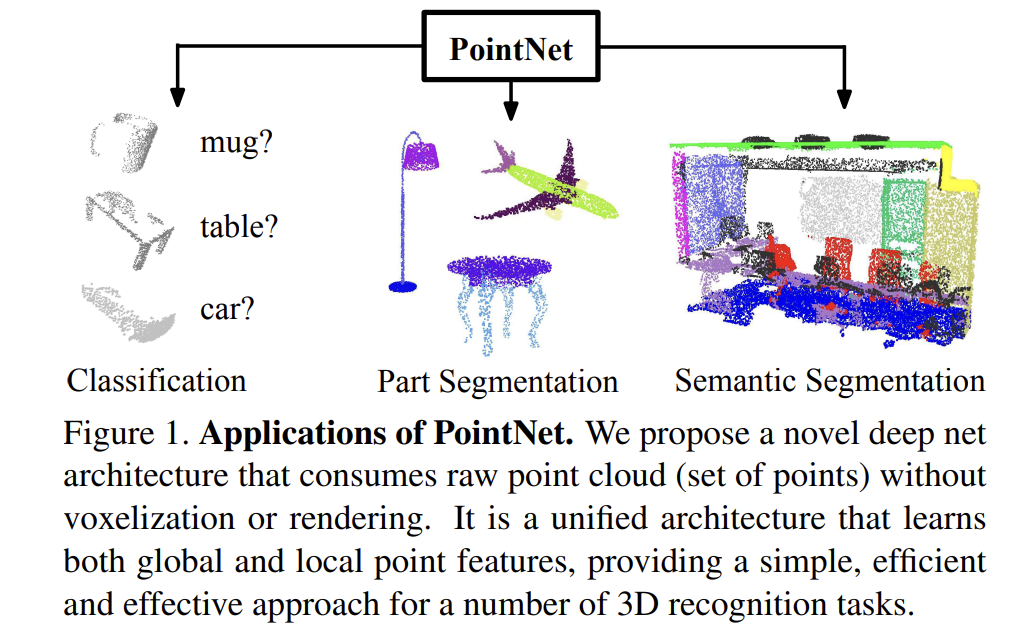 PointNet
mug?
table?
car?
Classification
Part Segmentation
Semantic Segmentation
Figure 1. Applications of PointNet. We propose a novel deep net
architecture that consumes raw point cloud (set of points) without
voxelization or rendering. It is a unified architecture that learns
both global and local point features, providing a simple, efficient
and effective approach for a number of 3D recognition tasks.